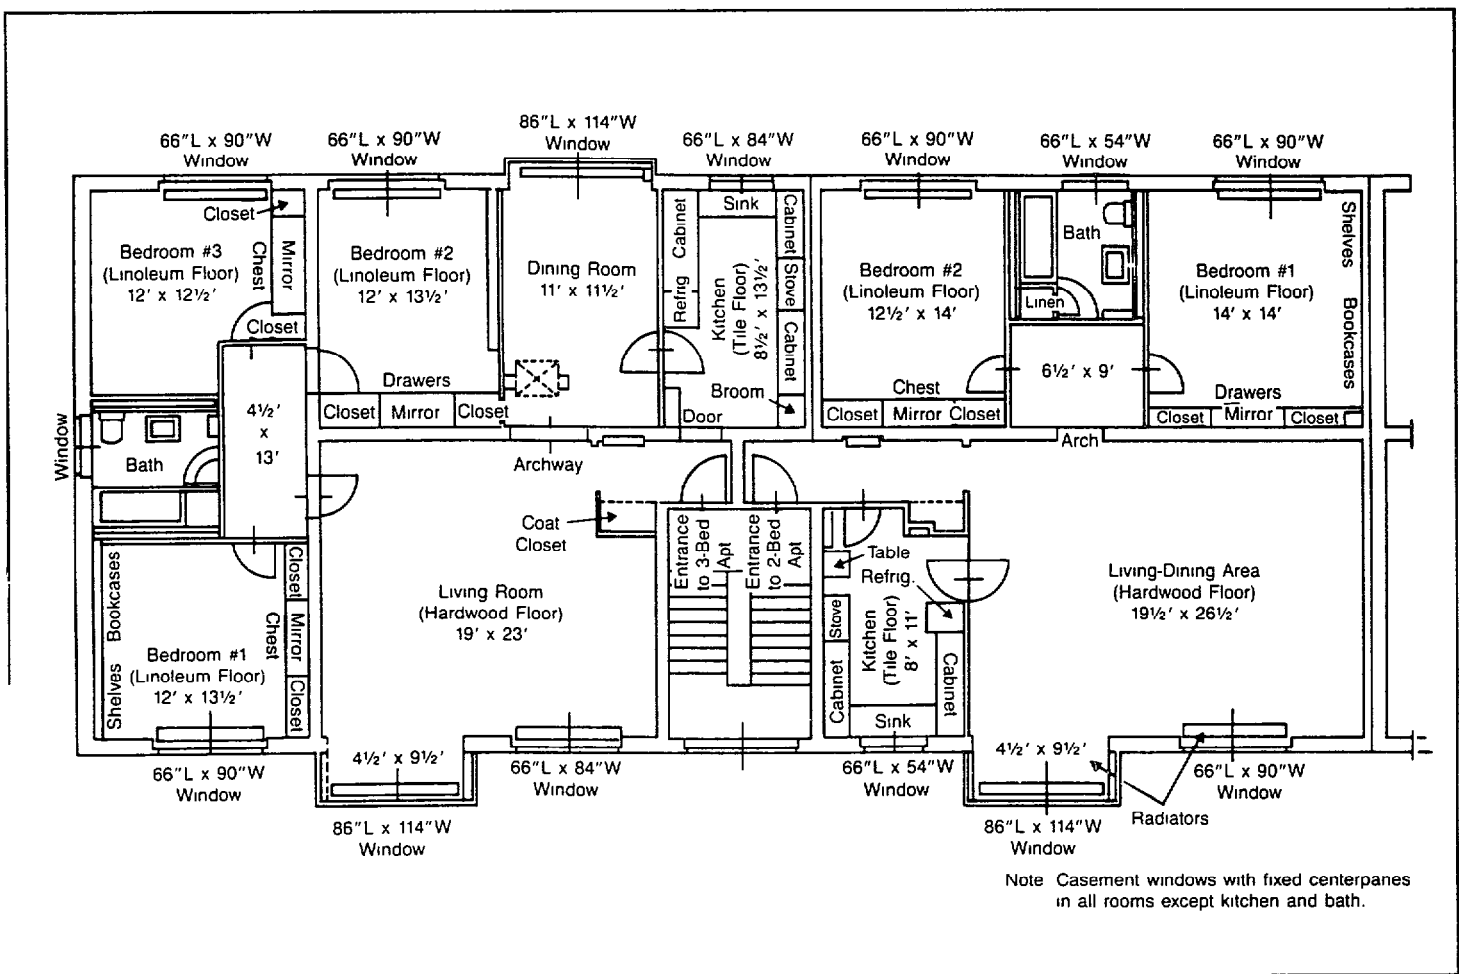 66"L x 90"W
Window
66"L x 90"W
Window
86"L x 114"W
Window
66"L x 84"W
Window
66"L x 90"W
Window
66"L x 54"W
Window
66"L x 90"W
Window
Closet
Bedroom #3
(Linoleum Floor)
12' x 12½'
Chest
Mirror
Closet
Bedroom #2
(Linoleum Floor)
12' x 13½'
Drawers
Closet
Mirror
Closet
Dining Room
11' x 11½'
Cabinet
Refrig
Sink
Kitchen
(Tile Floor)
8½' x 13½'
Cabinet
Stove
Cabinet
Broom
Door
Bedroom #2
(Linoleum Floor)
12½' x 14'
Chest
Closet
Mirror
Closet
Bath
Linen
6½' x 9'
Arch
Bedroom #1
(Linoleum Floor)
14' x 14'
Shelves
Bookcases
Drawers
Closet
Mirror
Closet
Window
Bath
4½'
x
13'
Archway
Coat
Closet
Entrance
to 3-Bed
Apt
Entrance
to 2-Bed
Apt
Table
Refrig.
Stove
Cabinet
Kitchen
(Tile Floor)
8' x 11'
Cabinet
Sink
Living-Dining Area
(Hardwood Floor)
19½' x 26½'
Living Room
(Hardwood Floor)
19' x 23'
Bookcases
Shelves
Bedroom #1
(Linoleum Floor)
12' x 13½'
Chest
Closet
Mirror
Closet
4½' x 9½'
4½' x 9½'
66"L x 90"W
Window
86"L x 114"W
Window
66"L x 84"W
Window
66"L x 54"W
Window
86"L x 114"W
Window
66"L x 90"W
Window
Radiators
Note Casement windows with fixed centerpanes
in all rooms except kitchen and bath.